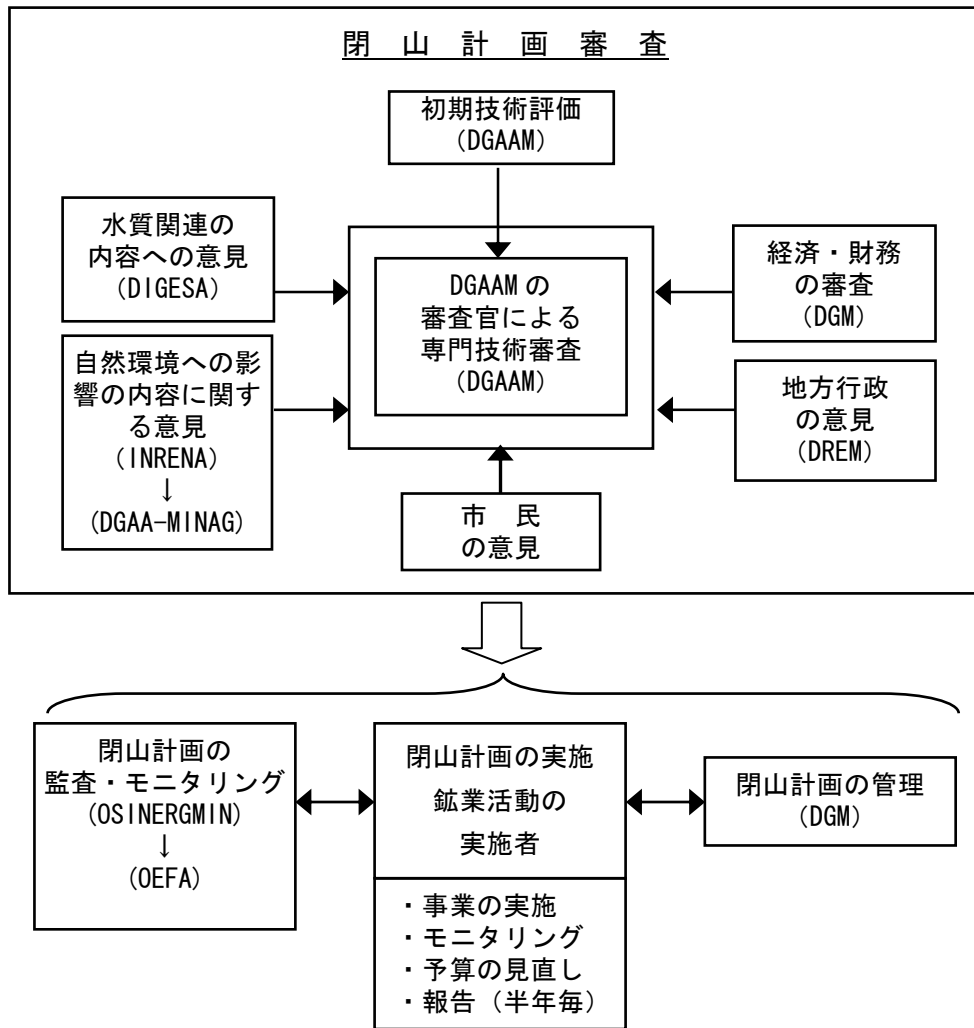 閉山計画審査
初期技術評価
(DGAAM)
水質関連の
内容への意見
(DIGESA)
自然環境への影
響の内容に関す
る意見
(INRENA)
↓
(DGAA-MINAG)
DGAAM の
審査官による
専門技術審査
(DGAAM)
経済・財務
の審査
(DGM)
地方行政
の意見
(DREM)
市 民
の意見
閉山計画の
監査・モニタリング
(OSINERGMIN)
↓
(OEFA)
閉山計画の実施
鉱業活動の
実施者
・事業の実施
・モニタリング
・予算の見直し
・報告（半年毎）
閉山計画の管理
(DGM)